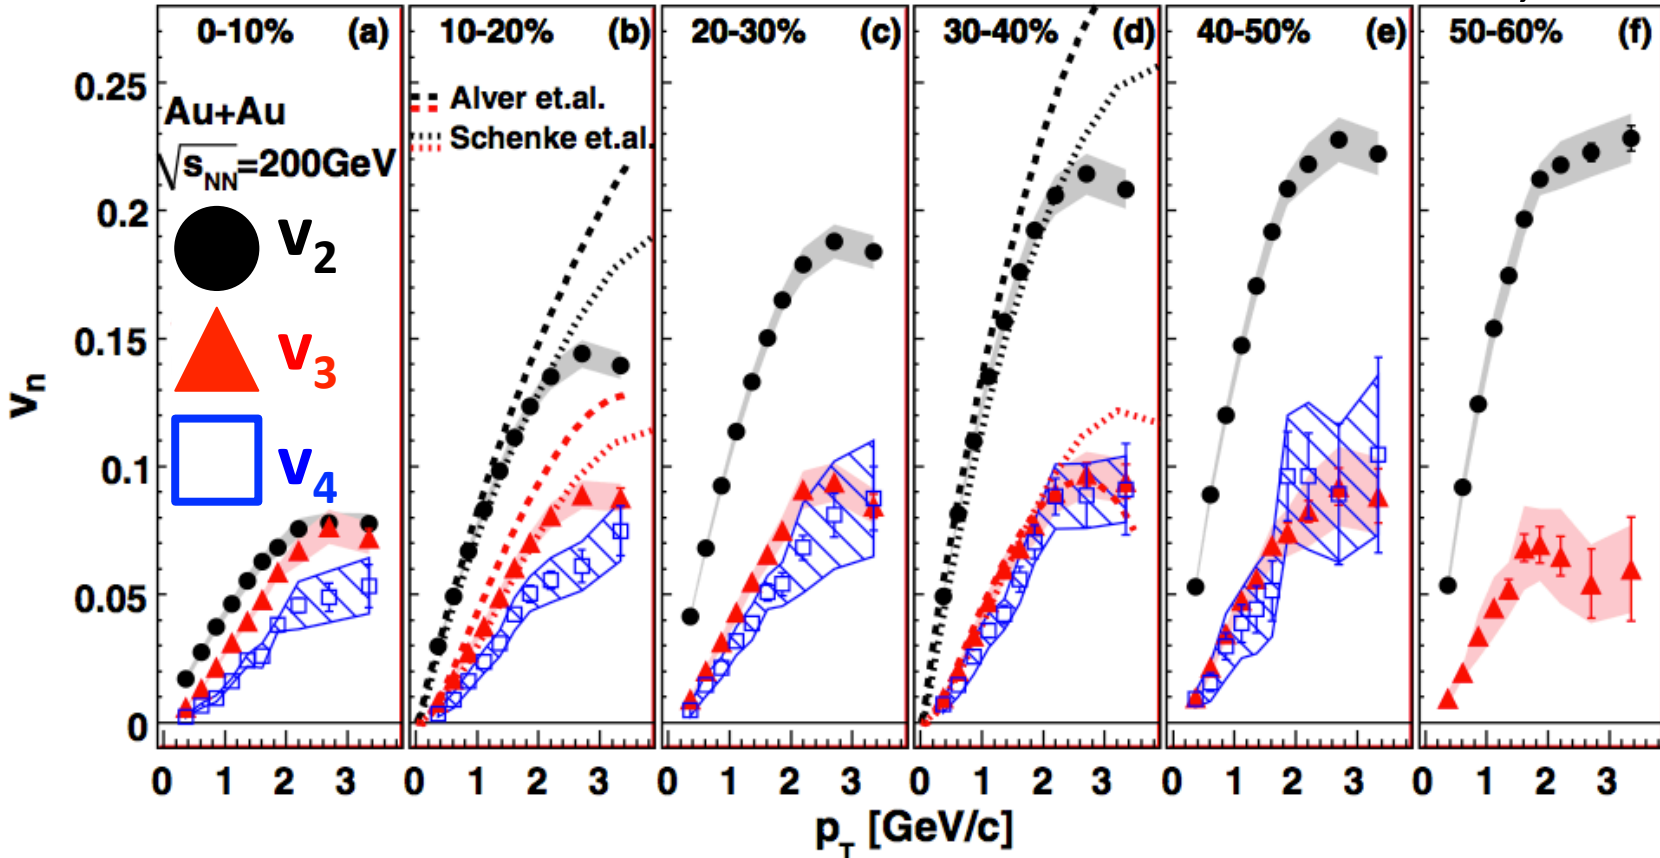 0-10% (a)
10-20% (b)
20-30% (c)
30-40% (d)
40-50% (e)
50-60% (f)
Au+Au
√sNN=200GeV
v2
v3
v4
Alver et.al.
Schenke et.al.
vn
0.25
0.2
0.15
0.1
0.05
0
0 1 2 3 0 1 2 3 0 1 2 3 0 1 2 3 0 1 2 3 0 1 2 3
pT [GeV/c]